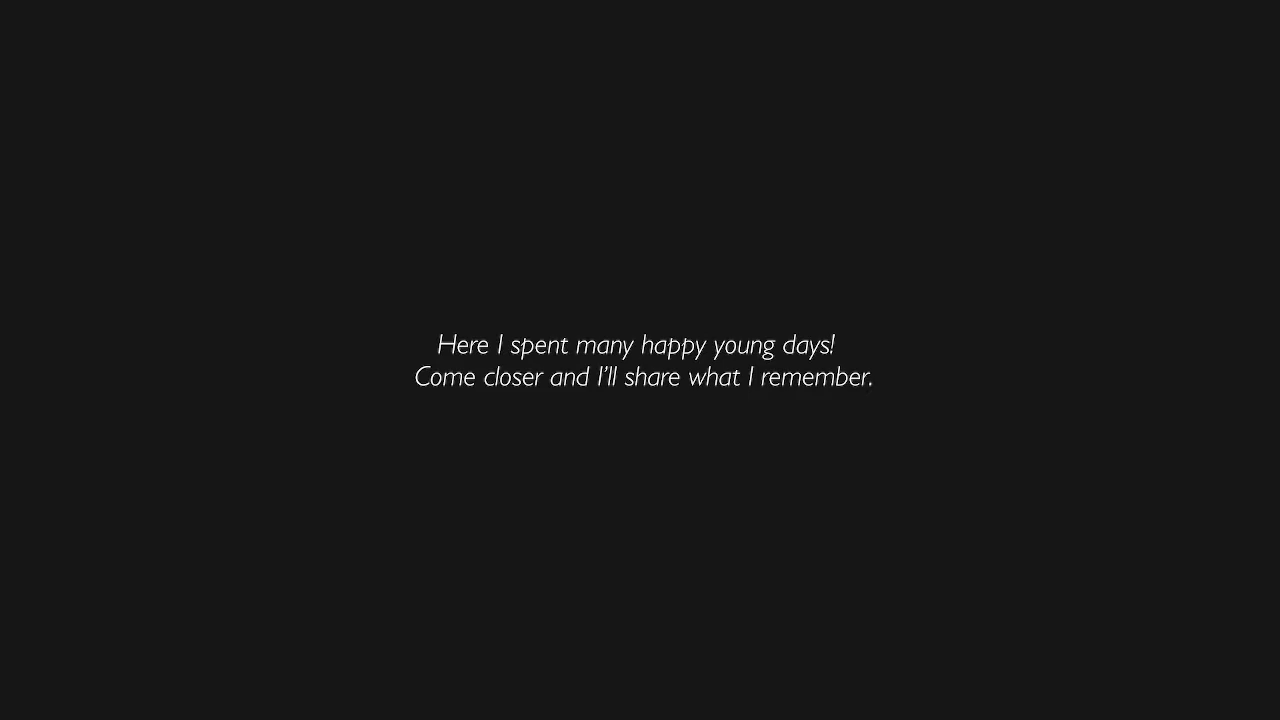 Here I spent many happy young days!
Come closer and I’ll share what I remember.